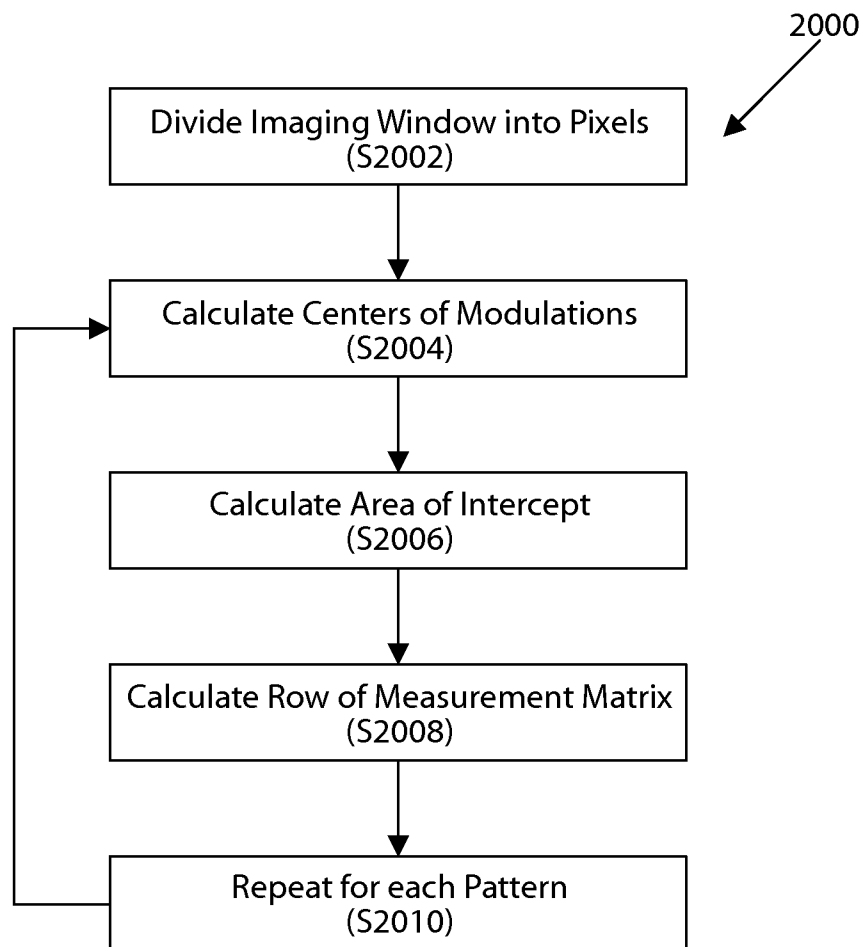 2000
Divide Imaging Window into Pixels
(S2002)
Calculate Centers of Modulations
(S2004)
Calculate Area of Intercept
(S2006)
Calculate Row of Measurement Matrix
(S2008)
Repeat for each Pattern
(S2010)